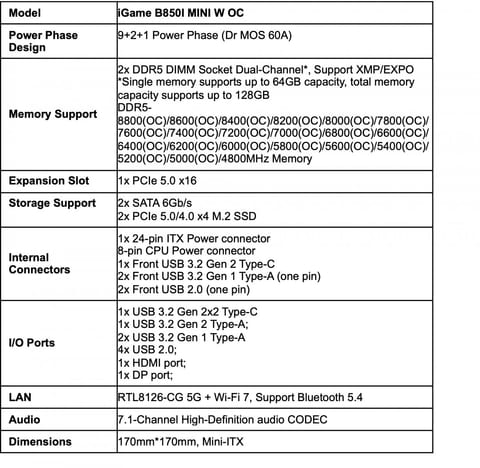 Model
iGame B850I MINI W OC
Power Phase
Design
9+2+1 Power Phase (Dr MOS 60A)
Memory Support
2x DDR5 DIMM Socket Dual-Channel*, Support XMP/EXPO
*Single memory supports up to 64GB capacity, total memory
capacity supports up to 128GB
DDR5-
8800(OC)/8600(OC)/8400(OC)/8200(OC)/8000(OC)/7800(OC)/
7600(OC)/7400(OC)/7200(OC)/7000(OC)/6800(OC)/6600(OC)/
6400(OC)/6200(OC)/6000(OC)/5800(OC)/5600(OC)/5400(OC)/
5200(OC)/5000(OC)/4800MHz Memory
Expansion Slot
1x PCIe 5.0 x16
Storage Support
2x SATA 6Gb/s
2x PCIe 5.0/4.0 x4 M.2 SSD
Internal
Connectors
1x 24-pin ITX Power connector
8-pin CPU Power connector
1x Front USB 3.2 Gen 2 Type-C
2x Front USB 3.2 Gen 1 Type-A (one pin)
2x Front USB 2.0 (one pin)
I/O Ports
1x USB 3.2 Gen 2x2 Type-C
1x USB 3.2 Gen 2 Type-A;
2x USB 3.2 Gen 1 Type-A
4x USB 2.0;
1x HDMI port;
1x DP port;
LAN
RTL8126-CG 5G + Wi-Fi 7, Support Bluetooth 5.4
Audio
7.1-Channel High-Definition audio CODEC
Dimensions
170mm*170mm, Mini-ITX